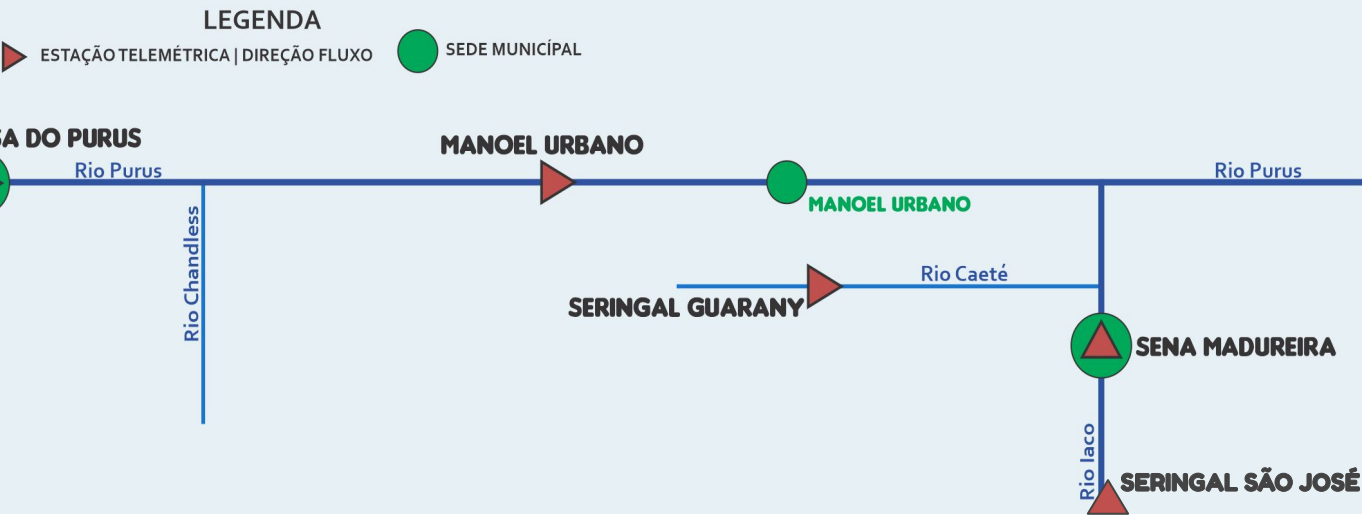 LEGENDA
ESTAÇÃO TELEMÉTRICA | DIREÇÃO FLUXO
SEDE MUNICÍPAL
DO PURUS
MANOEL URBANO
Rio Purus
Rio Purus
MANOEL URBANO
Rio Chandless
Rio Caeté
SERINGAL GUARANY
SENA MADUREIRA
Rio Iaco
SERINGAL SÃO JOSÉ